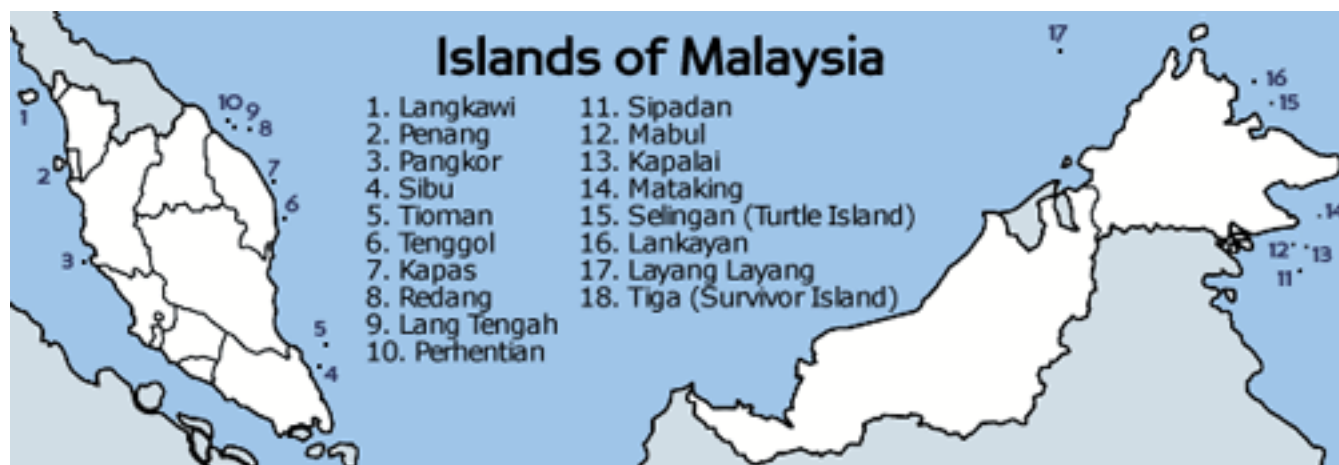 Islands of Malaysia
1. Langkawi
2. Penang
3. Pangkor
4. Sibu
5. Tioman
6. Tenggol
7. Kapas
8. Redang
9. Lang Tengah
10. Perhentian
11. Sipadan
12. Mabul
13. Kapalai
14. Mataking
15. Selingan (Turtle Island)
16. Lankayan
17. Layang Layang
18. Tiga (Survivor Island)
1
2
3
10
9
8
7
6
5
4
17
16
15
14
12
13
11